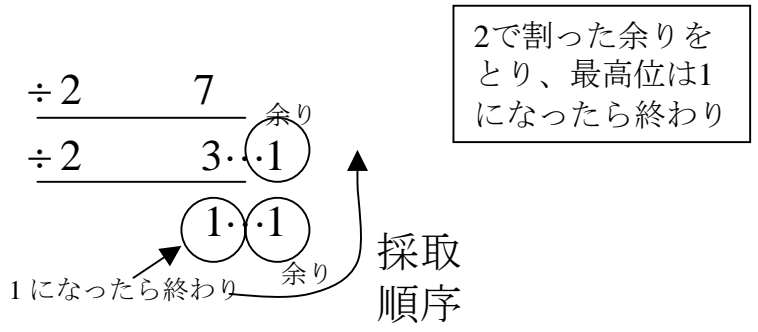 2で割った余りを
とり、最高位は1
になったら終わり
÷2 7
余り
÷2 3…1
1…1
余り
1になったら終わり
採取
順序